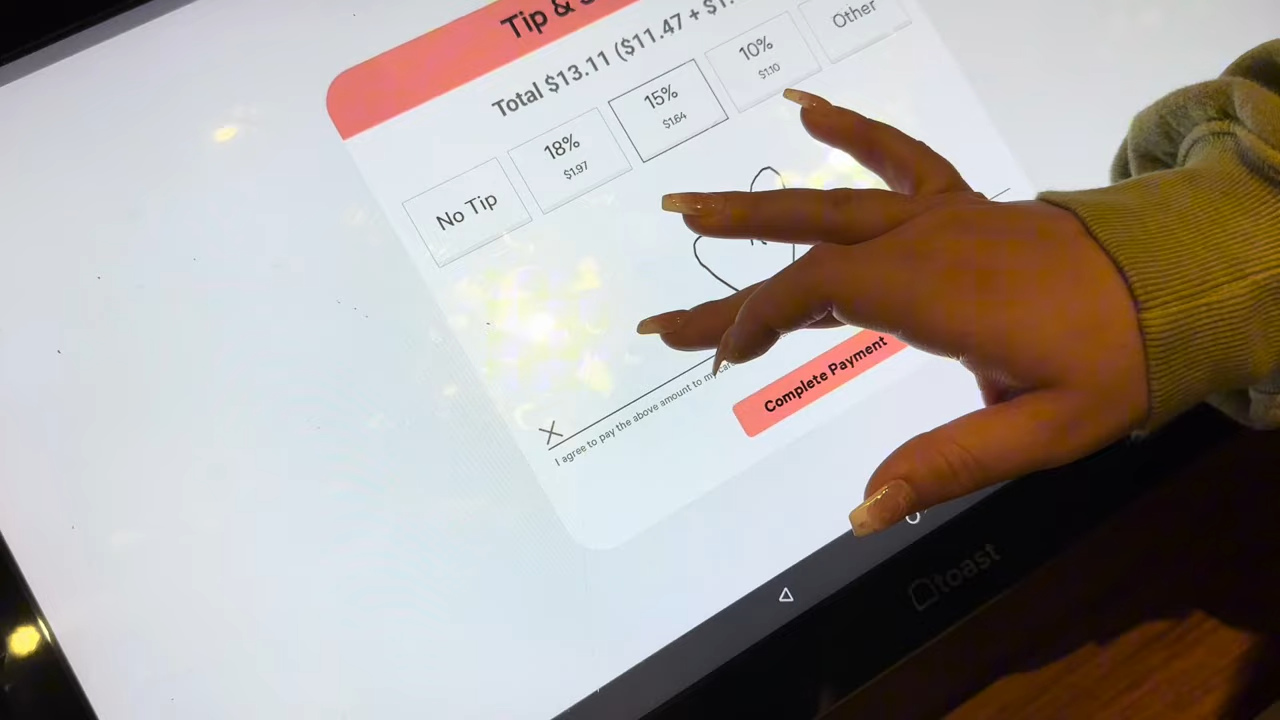 Tip &
Total $13.11 ($11.47 + $1.
No Tip
18%
$1.97
15%
$1.64
10%
$1.10
Other
X
I agree to pay the above amount to my car
Complete Payment
toast